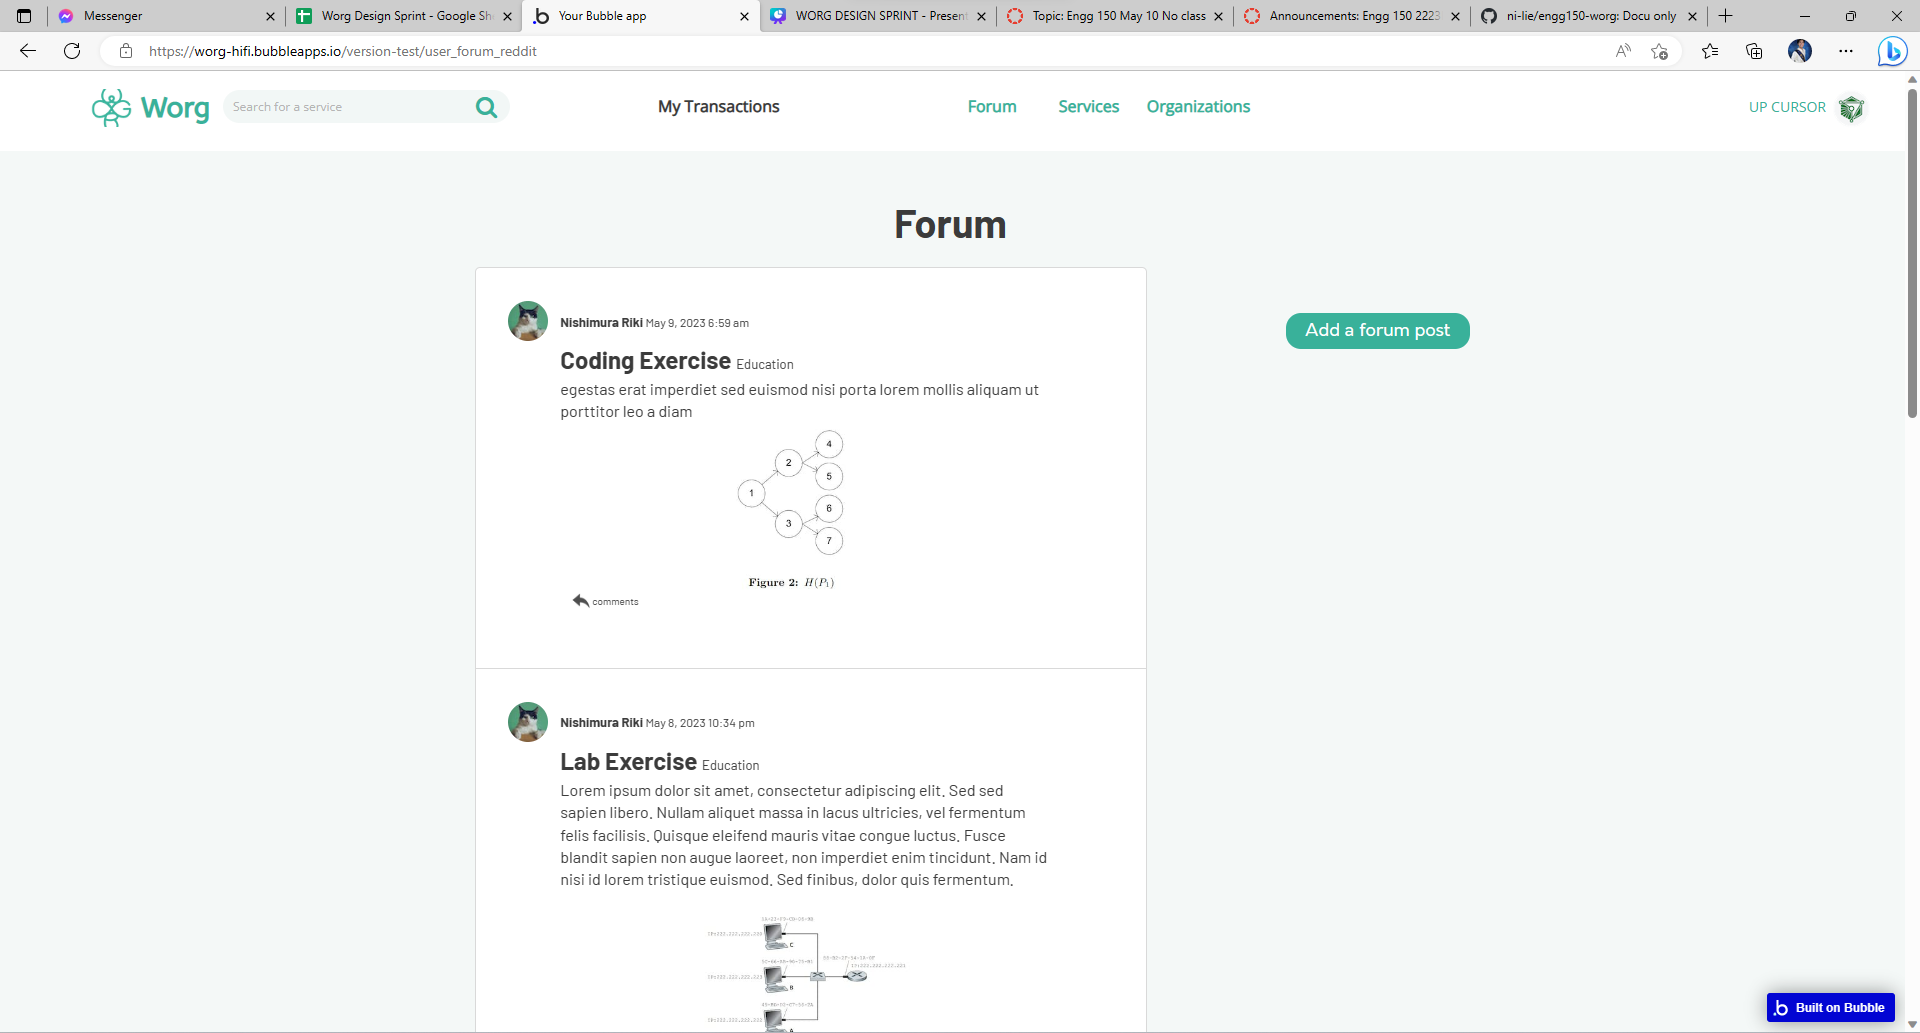 Messenger
Worg Design Sprint - Google She
Your Bubble app
WORG DESIGN SPRINT - Present
Topic: Engg 150 May 10 No class
Announcements: Engg 150 2223
ni-lie/engg150-worg: Docu only
https://worg-hifi.bubbleapps.io/version-test/user_forum_reddit
Worg
Search for a service
My Transactions
Forum
Services
Organizations
UP CURSOR
Forum
Nishimura Riki May 9, 2023 6:59 am
Add a forum post
Coding Exercise Education
egestas erat imperdiet sed euismod nisi porta lorem mollis aliquam ut
porttitor leo a diam
4
2
5
1
6
3
7
Figure 2: H(P₁)
comments
Nishimura Riki May 8, 2023 10:34 pm
Lab Exercise Education
Lorem ipsum dolor sit amet, consectetur adipiscing elit. Sed sed
sapien libero. Nullam aliquet massa in lacus ultricies, vel fermentum
felis facilisis. Quisque eleifend mauris vitae congue luctus. Fusce
blandit sapien non augue laoreet, non imperdiet enim tincidunt. Nam id
nisi id lorem tristique euismod. Sed finibus, dolor quis fermentum.
C
B
A
Built on Bubble